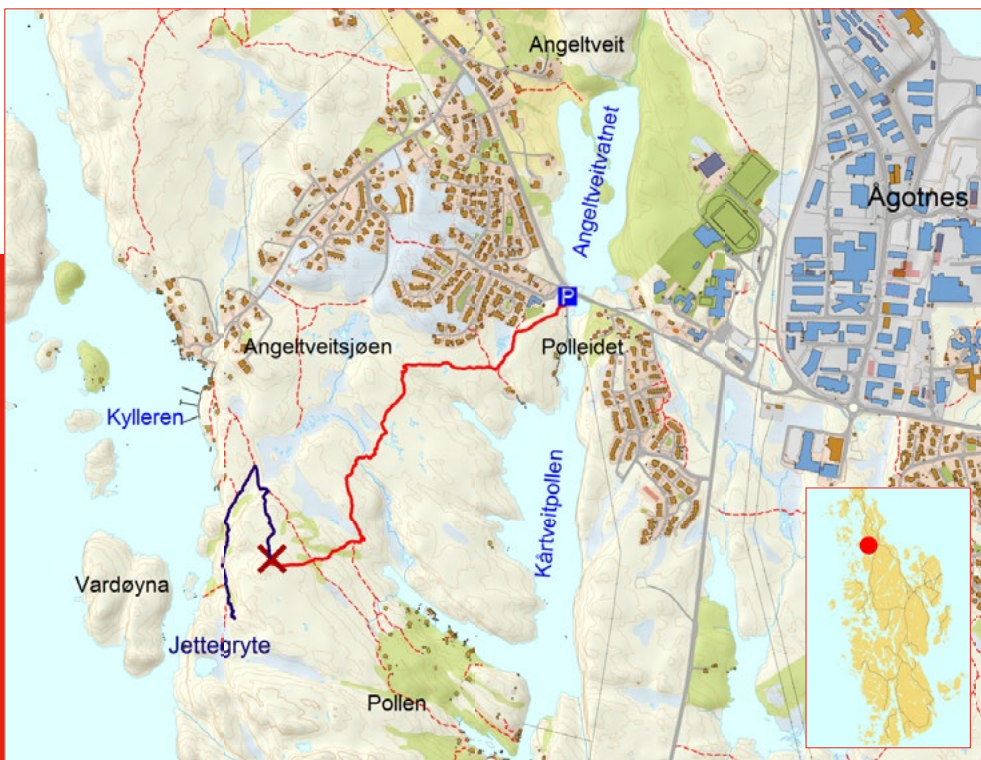 Angeltveit
Angeltveitvatnet
Ågotnes
P
Angeltveitsjøen
Polleidet
Kylleren
Kårtveitpollen
Vardøyna
Jettegryte
Pollen